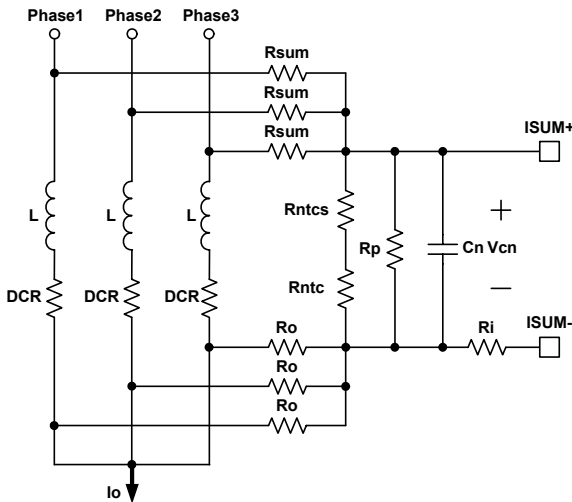 Phase1 Phase2 Phase3
Rsum
Rsum
Rsum
ISUM+
L L L
Rntcs
Rp
Cn Vcn
+
−
DCR DCR DCR
Rntc
Ro
Ro
Ro
Ri
ISUM-
Io